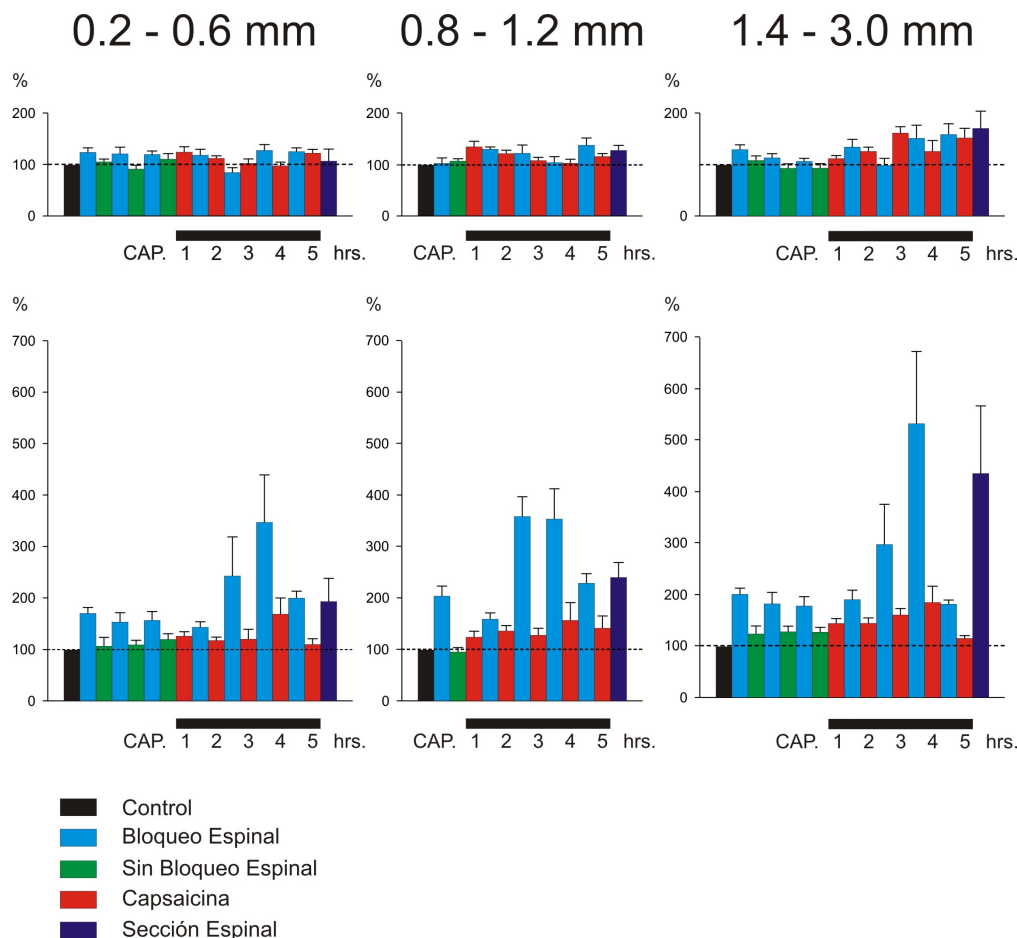 0.2 - 0.6 mm
0.8 - 1.2 mm
1.4 - 3.0 mm
%
200
100
0
CAP. 1 2 3 4 5 hrs.
%
200
100
0
CAP. 1 2 3 4 5 hrs.
%
200
100
0
CAP. 1 2 3 4 5 hrs.
%
700
600
500
400
300
200
100
0
CAP. 1 2 3 4 5 hrs.
%
700
600
500
400
300
200
100
0
CAP. 1 2 3 4 5 hrs.
%
700
600
500
400
300
200
100
0
CAP. 1 2 3 4 5 hrs.
Control
Bloqueo Espinal
Sin Bloqueo Espinal
Capsaicina
Sección Espinal